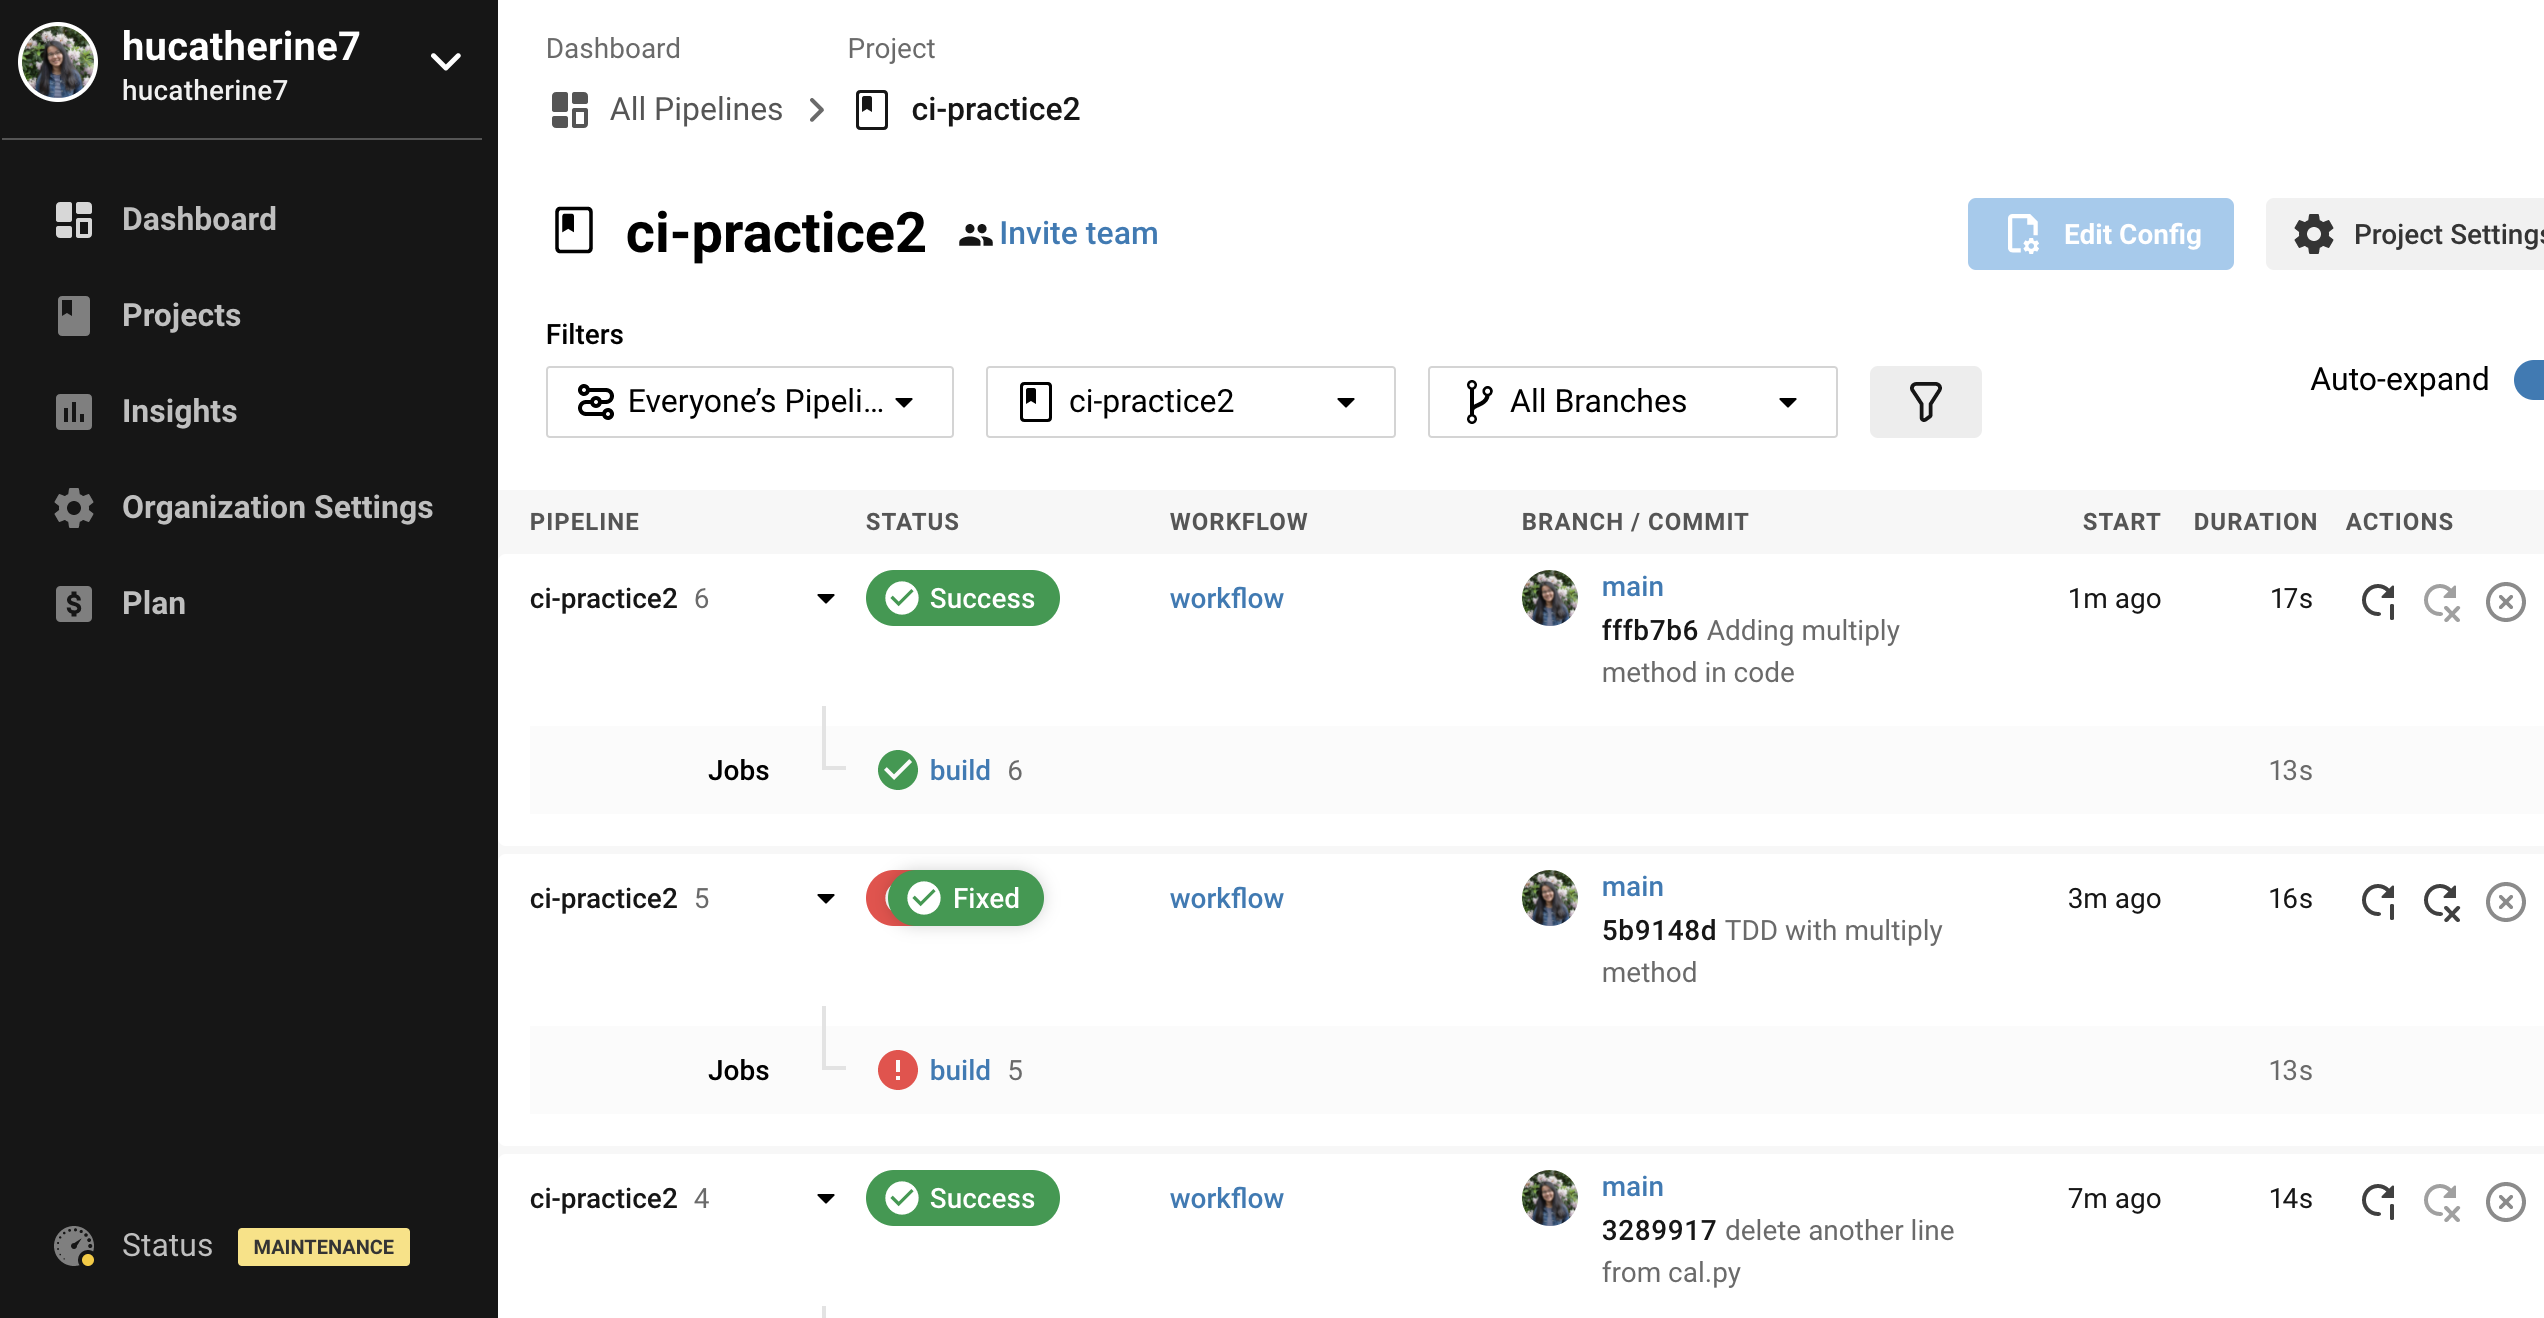 hucatherine7
hucatherine7
Dashboard
Projects
Insights
Organization Settings
Plan
Status MAINTENANCE
Dashboard Project
All Pipelines ci-practice2
ci-practice2 Invite team
Edit Config Project Settings
Filters
Everyone’s Pipeli... ci-practice2 All Branches
Auto-expand
PIPELINE STATUS WORKFLOW BRANCH / COMMIT START DURATION ACTIONS
ci-practice2 6 Success workflow main 1m ago 17s
fffb7b6 Adding multiply
method in code
Jobs build 6 13s
ci-practice2 5 Fixed workflow main 3m ago 16s
5b9148d TDD with multiply
method
Jobs build 5 13s
ci-practice2 4 Success workflow main 7m ago 14s
3289917 delete another line
from cal.py